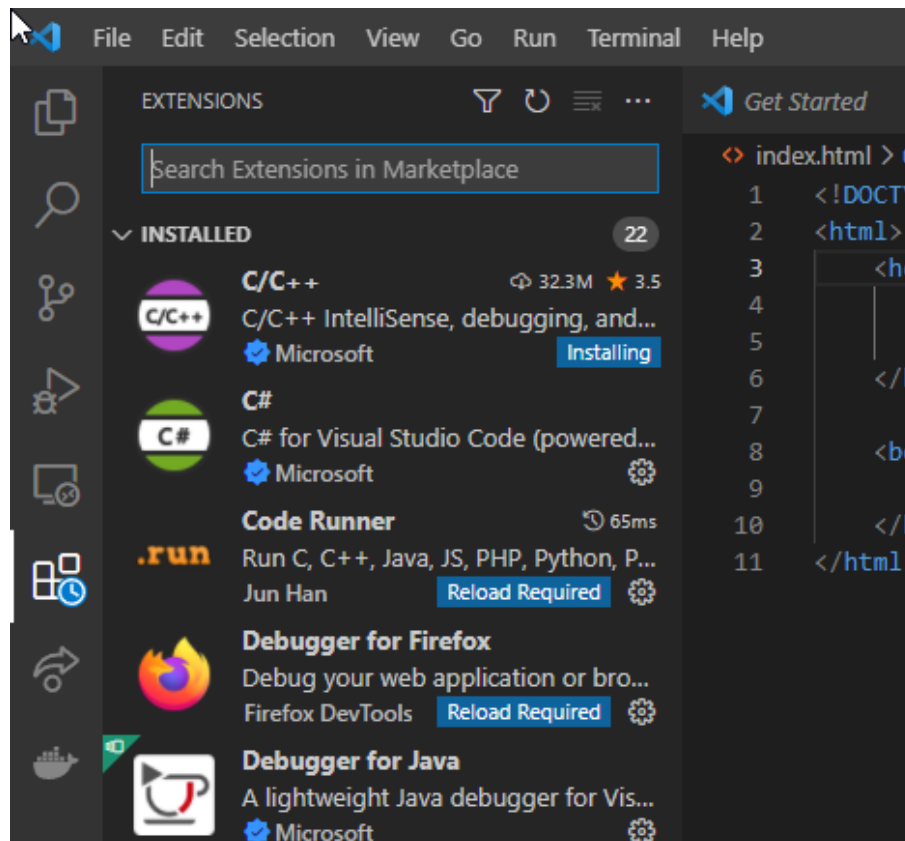 File Edit Selection View Go Run Terminal Help
EXTENSIONS
Search Extensions in Marketplace
INSTALLED 22
C/C++ 32.3M 3.5
C/C++
C/C++ IntelliSense, debugging, and...
Microsoft Installing
C#
C#
C# for Visual Studio Code (powered...
Microsoft
Code Runner 65ms
.run
Run C, C++, Java, JS, PHP, Python, P...
Jun Han Reload Required
Debugger for Firefox
Debug your web application or bro...
Firefox DevTools Reload Required
Debugger for Java
A lightweight Java debugger for Vis...
Microsoft
Get Started
index.html >
1 <!DOCT
2 <html>
3 <h
4
5
6 </
7
8 <b
9
10 </
11 </html